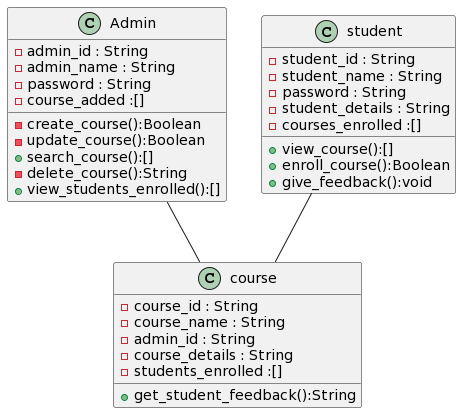 C Admin
admin_id : String
admin_name : String
password : String
course_added :[]
create_course():Boolean
update_course():Boolean
search_course():[]
delete_course():String
view_students_enrolled():[]
C student
student_id : String
student_name : String
password : String
student_details : String
courses_enrolled :[]
view_course():[]
enroll_course():Boolean
give_feedback():void
C course
course_id : String
course_name : String
admin_id : String
course_details : String
students_enrolled :[]
get_student_feedback():String